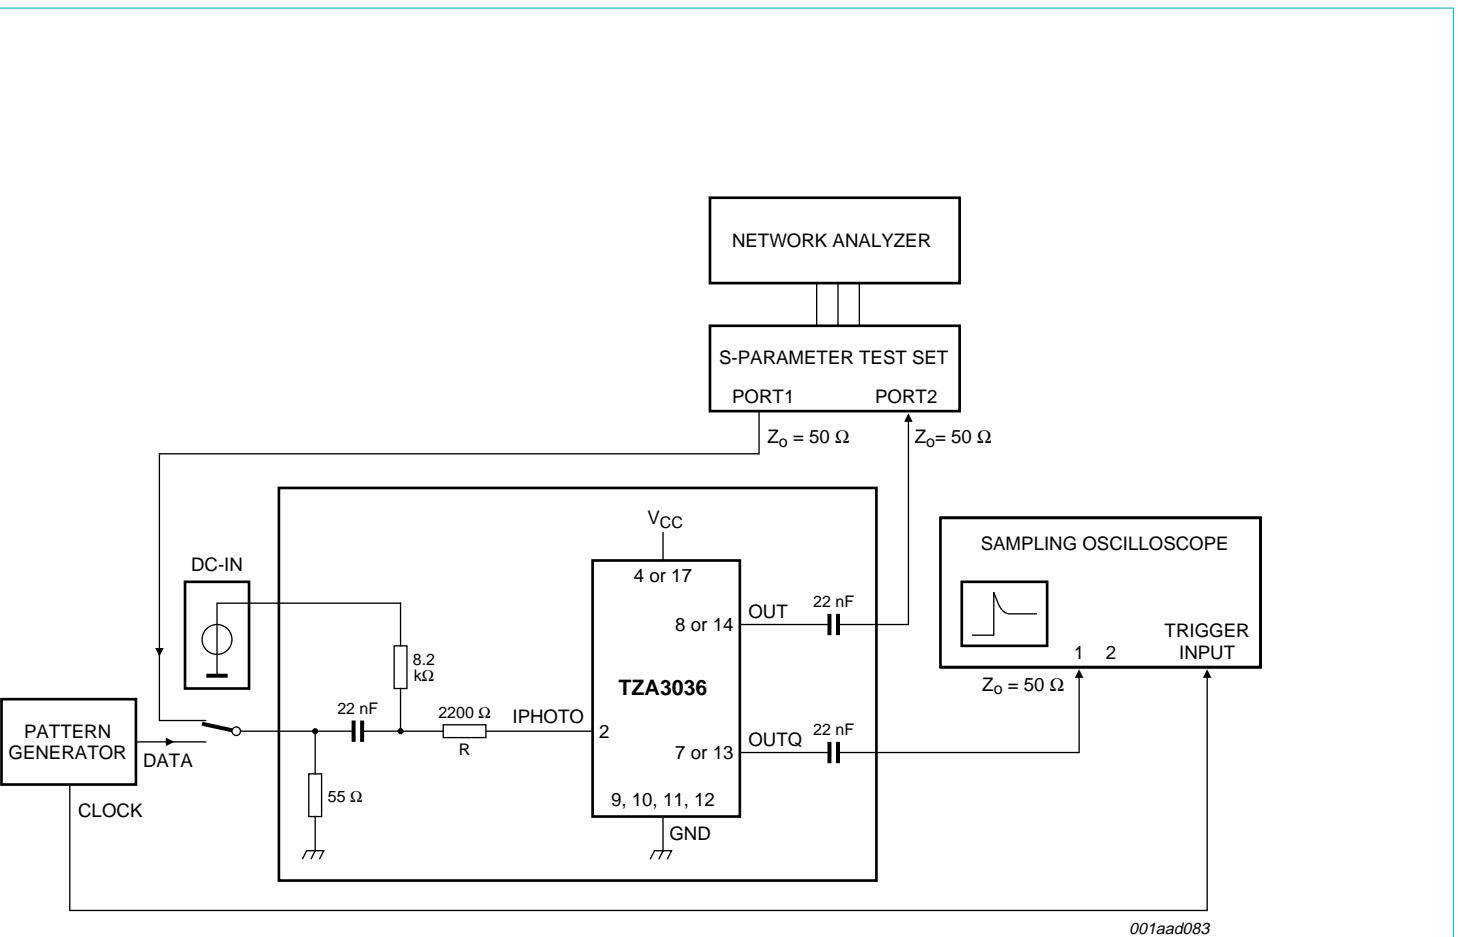 NETWORK ANALYZER
S-PARAMETER TEST SET
PORT1
PORT2
Zo = 50 Ω
Zo= 50 Ω
VCC
SAMPLING OSCILLOSCOPE
DC-IN
4 or 17
22 nF
OUT
8 or 14
TRIGGER
INPUT
1
2
8.2
kΩ
TZA3036
Zo = 50 Ω
22 nF
2200 Ω
IPHOTO
PATTERN
GENERATOR
2
22 nF
OUTQ
7 or 13
R
DATA
55 Ω
9, 10, 11, 12
CLOCK
GND
001aad083